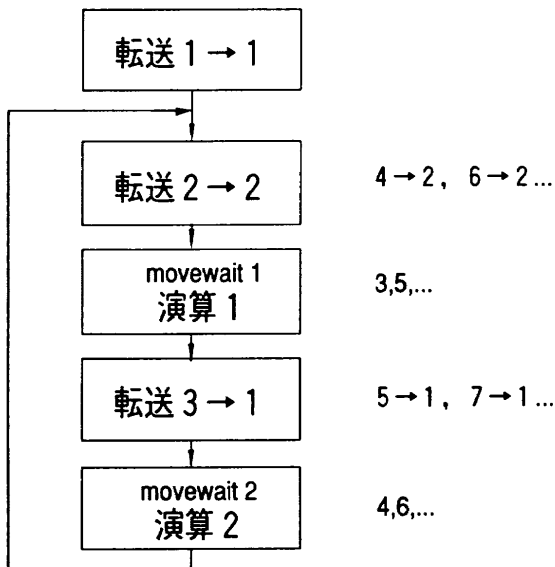 転送 1 → 1
転送 2 → 2
4 → 2, 6 → 2 ...
movewait 1
演算 1
3,5,...
転送 3 → 1
5 → 1, 7 → 1 ...
movewait 2
演算 2
4,6,...